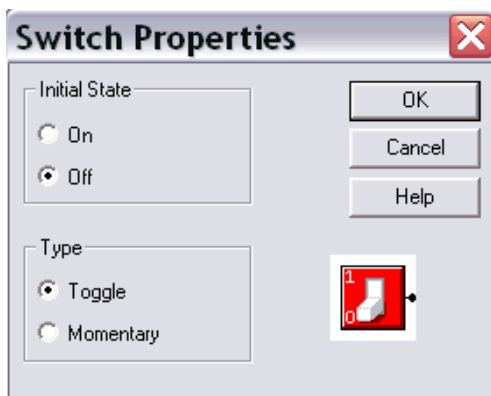 Switch Properties
Initial State
On
Off
OK
Cancel
Help
Type
Toggle
Momentary
1
0